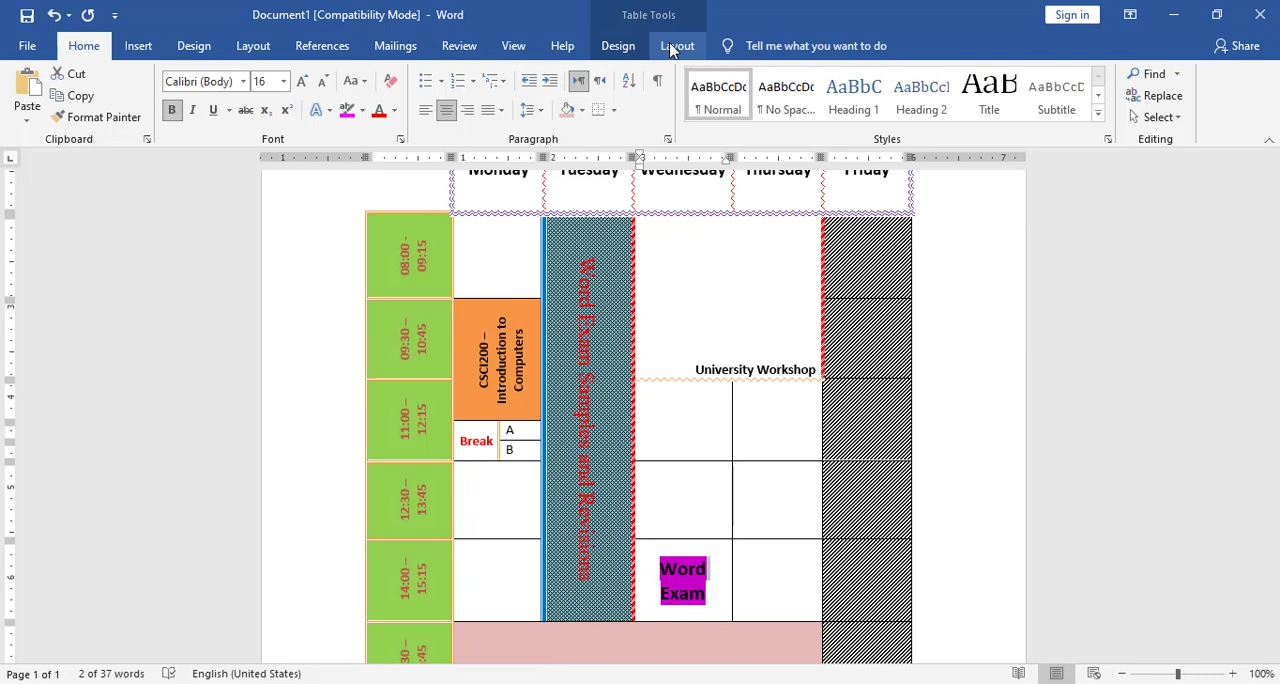 Document1 [Compatibility Mode] - Word
Table Tools
Sign in
File Home Insert Design Layout References Mailings Review View Help Design Layout Tell me what you want to do Share
Paste
Cut
Copy
Format Painter
Clipboard
Calibri (Body) 16
Font
Paragraph
AaBbCcDc AaBbCcDc AaBbC AaBbCcl AaB AaBbCcD
¶ Normal ¶ No Spac... Heading 1 Heading 2 Title Subtitle
Styles
Find
Replace
Select
Editing
Monday Tuesday Wednesday Thursday Friday
08:00 -
09:15
09:30 –
10:45
11:00 –
12:15
12:30 –
13:45
14:00 –
15:15
30 –
:45
CSCI200 –
Introduction to
Computers
Break
A
B
Word Exam Samples and Revisions
University Workshop
Word
Exam
Page 1 of 1 2 of 37 words English (United States) 100%